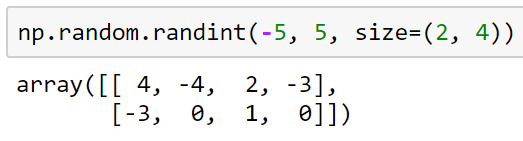 np.random.randint(-5, 5, size=(2, 4))
array([[ 4, -4,  2, -3],
       [-3,  0,  1,  0]])